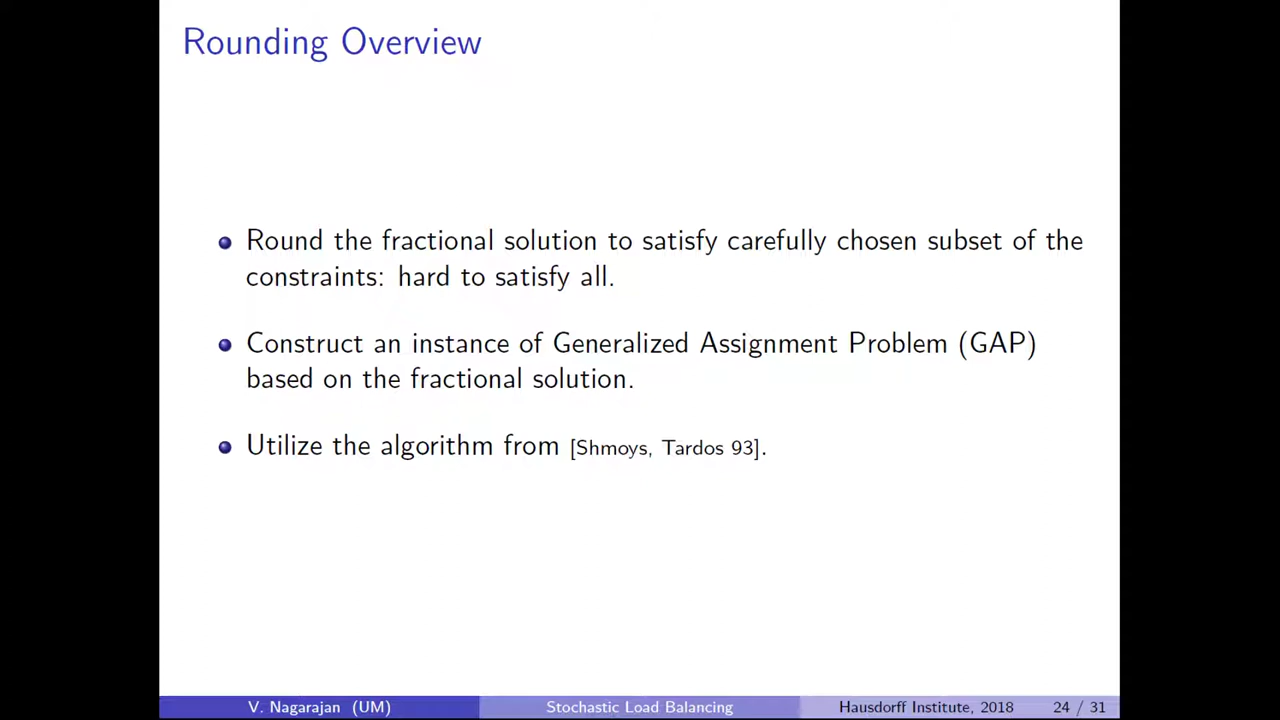 Rounding Overview
Round the fractional solution to satisfy carefully chosen subset of the
constraints: hard to satisfy all.
Construct an instance of Generalized Assignment Problem (GAP)
based on the fractional solution.
Utilize the algorithm from [Shmoys, Tardos 93].
V. Nagarajan (UM) Stochastic Load Balancing Hausdorff Institute, 2018 24 / 31